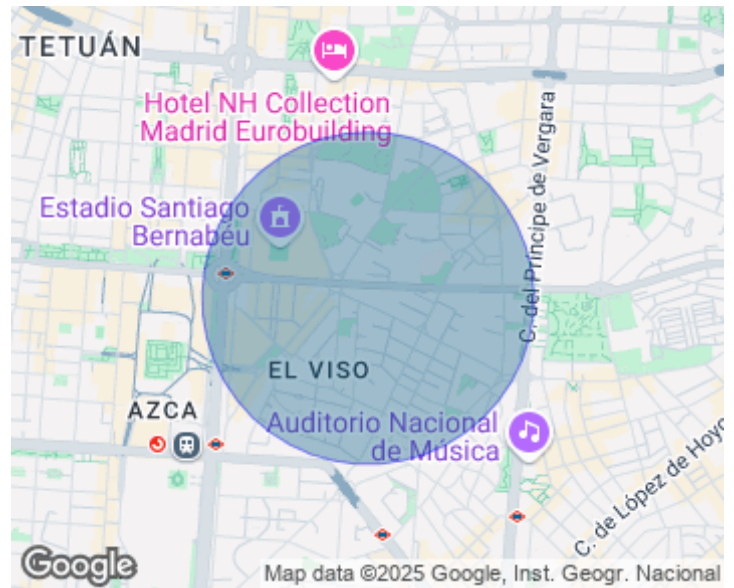 TETUÁN
Hotel NH Collection
Madrid Eurobuilding
Estadio Santiago
Bernabéu
C. del Príncipe de Vergara
EL VISO
AZCA
Auditorio Nacional
de Música
C. de López de Hoyo
Google
Map data ©2025 Google, Inst. Geogr. Nacional